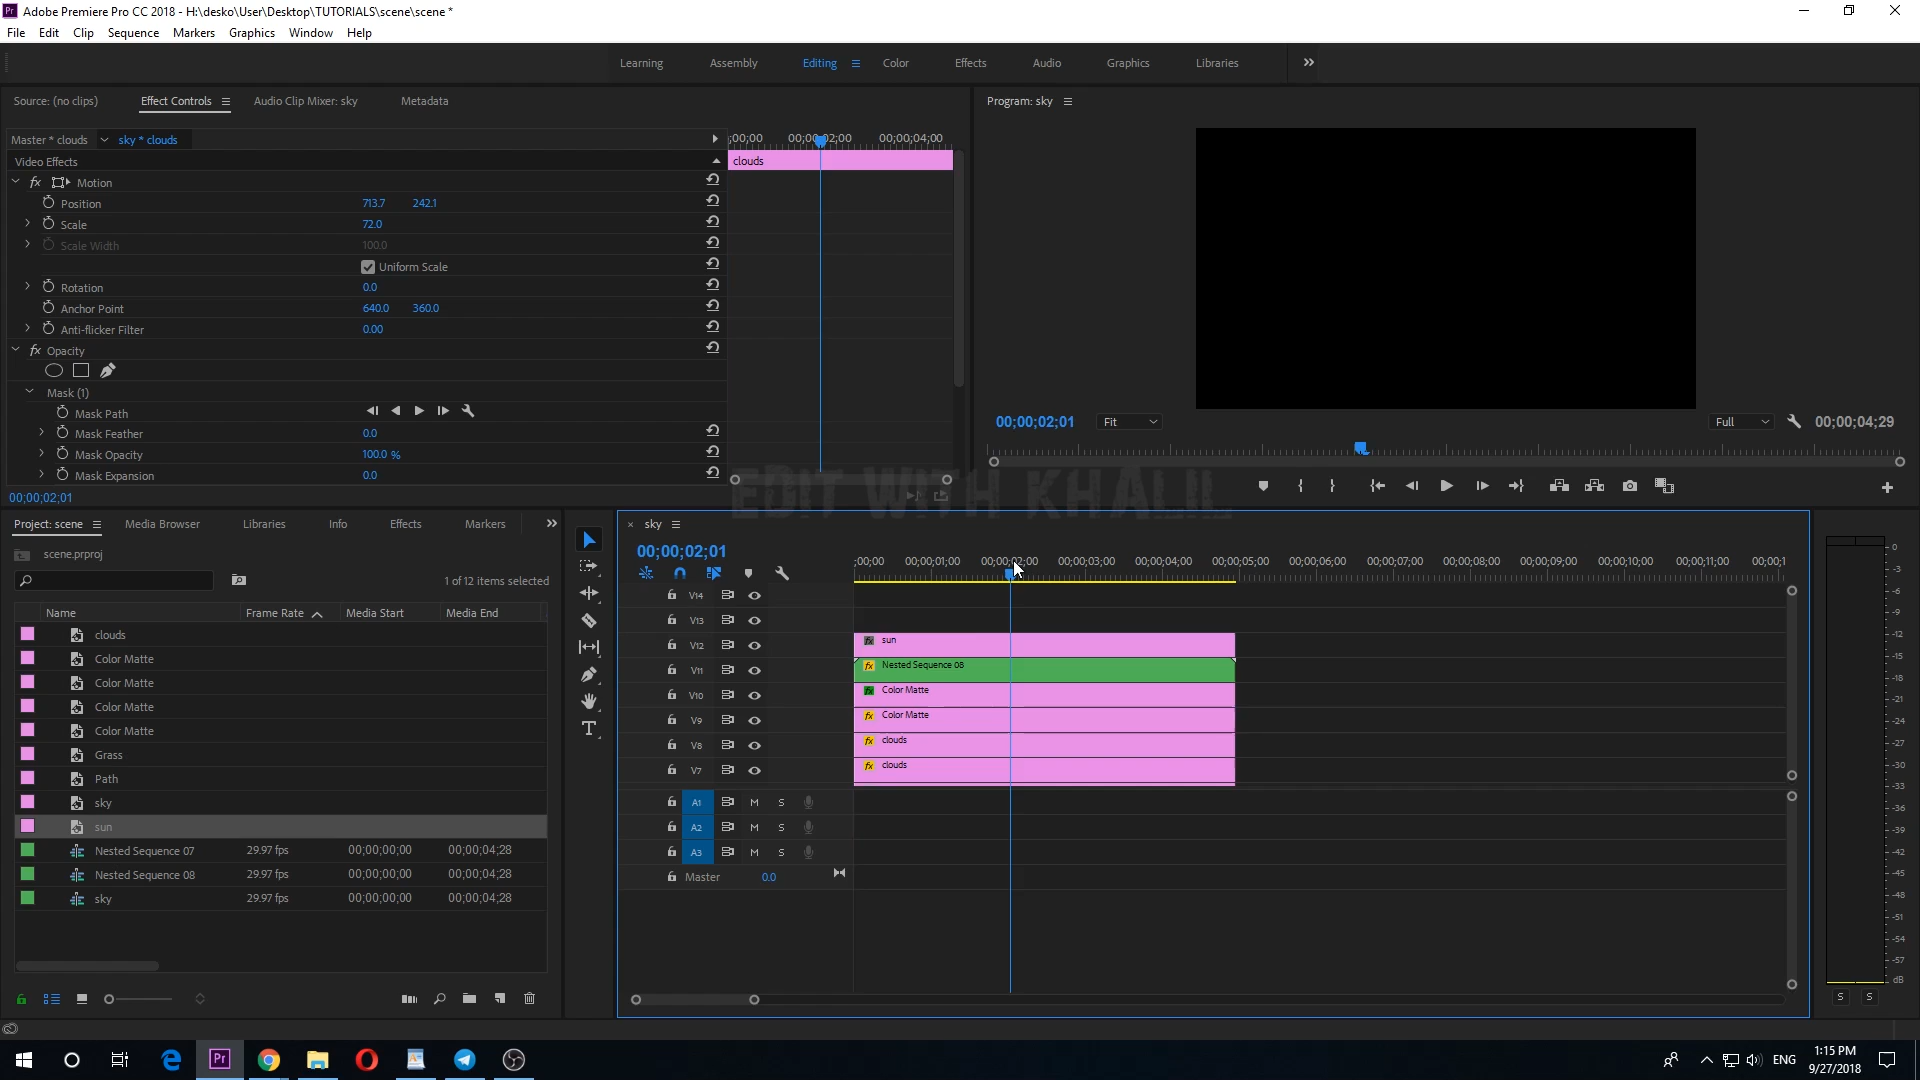 Adobe Premiere Pro CC 2018 - H:\desko\User\Desktop\TUTORIALS\scene\scene *
File Edit Clip Sequence Markers Graphics Window Help
Learning Assembly Editing Color Effects Audio Graphics Libraries
Source: (no clips) Effect Controls Audio Clip Mixer: sky Metadata
Master * clouds sky * clouds
;00;00 00;00;02;00 00;00;04;00
Video Effects
clouds
Motion
Position 713.7 242.1
Scale 72.0
Scale Width 100.0
Uniform Scale
Rotation 0.0
Anchor Point 640.0 360.0
Anti-flicker Filter 0.00
Opacity
Mask (1)
Mask Path
Mask Feather 0.0
Mask Opacity 100.0 %
Mask Expansion 0.0
00;00;02;01
Program: sky
00;00;02;01 Fit Full 00;00;04;29
EDIT WITH KHALIL
Project: scene Media Browser Libraries Info Effects Markers
scene.prproj
1 of 12 items selected
Name Frame Rate Media Start Media End
clouds
Color Matte
Color Matte
Color Matte
Color Matte
Grass
Path
sky
sun
Nested Sequence 07 29.97 fps 00;00;00;00 00;00;04;28
Nested Sequence 08 29.97 fps 00;00;00;00 00;00;04;28
sky 29.97 fps 00;00;00;00 00;00;04;28
sky
00;00;02;01
;00;00 00;00;01;00 00;00;02;00 00;00;03;00 00;00;04;00 00;00;05;00 00;00;06;00 00;00;07;00 00;00;08;00 00;00;09;00 00;00;10;00 00;00;11;00 00;00;1
V14
V13
V12 fx sun
V11 fx Nested Sequence 08
V10 fx Color Matte
V9 fx Color Matte
V8 fx clouds
V7 fx clouds
A1 M S
A2 M S
A3 M S
Master 0.0
0
-3
-6
-9
-12
-15
-18
-21
-24
-27
-30
-33
-36
-39
-42
-45
-48
-51
-54
-57
dB
S S
Pr
ENG
1:15 PM
9/27/2018